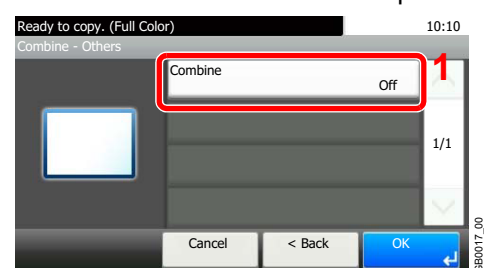 Ready to copy. (Full Color) 10:10
Combine - Others
Combine
Off
1
1/1
Cancel < Back OK
GB0017_00